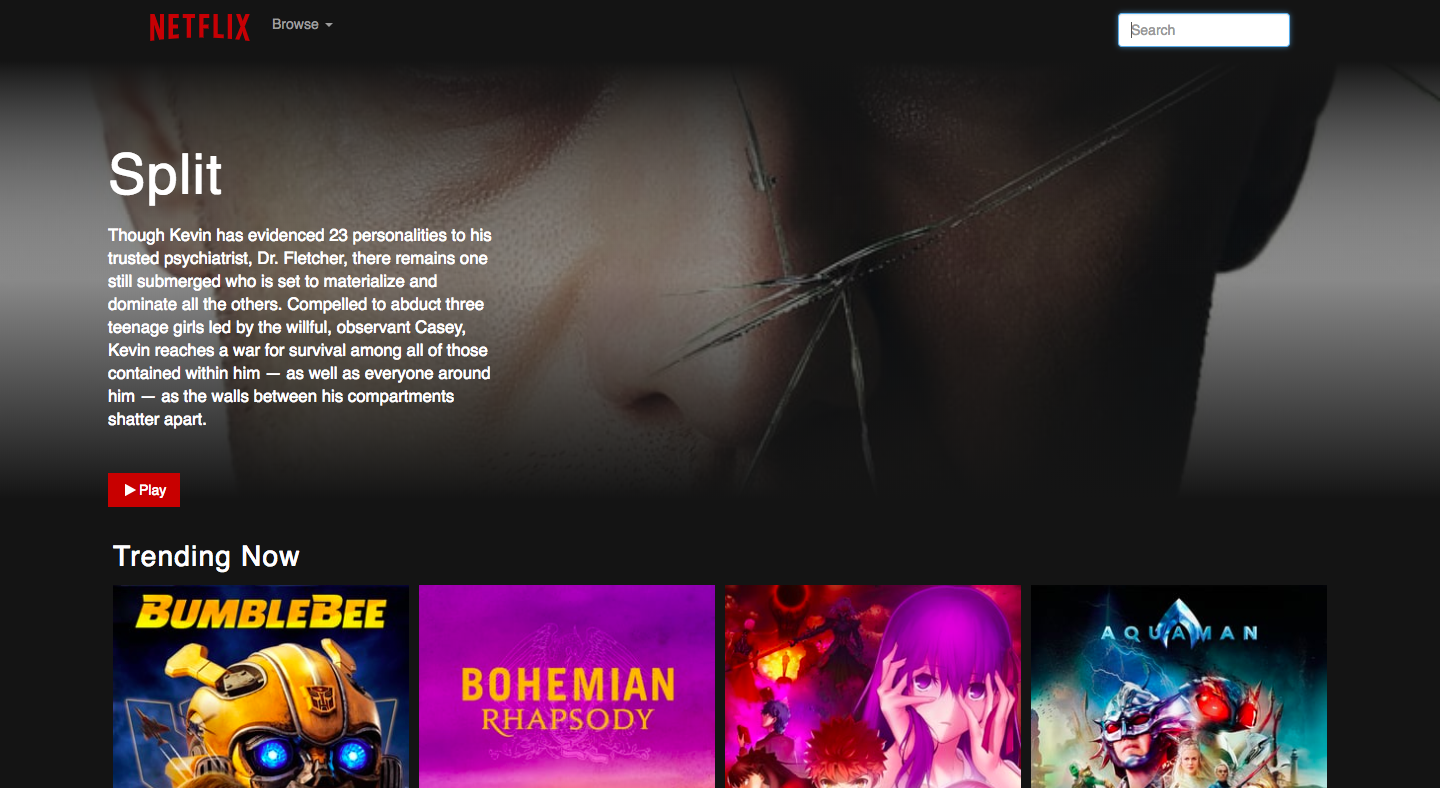 NETFLIX
Browse
Search
Split
Though Kevin has evidenced 23 personalities to his
trusted psychiatrist, Dr. Fletcher, there remains one
still submerged who is set to materialize and
dominate all the others. Compelled to abduct three
teenage girls led by the willful, observant Casey,
Kevin reaches a war for survival among all of those
contained within him — as well as everyone around
him — as the walls between his compartments
shatter apart.
Play
Trending Now
BUMBLEBEE
BOHEMIAN
RHAPSODY
AQUAMAN